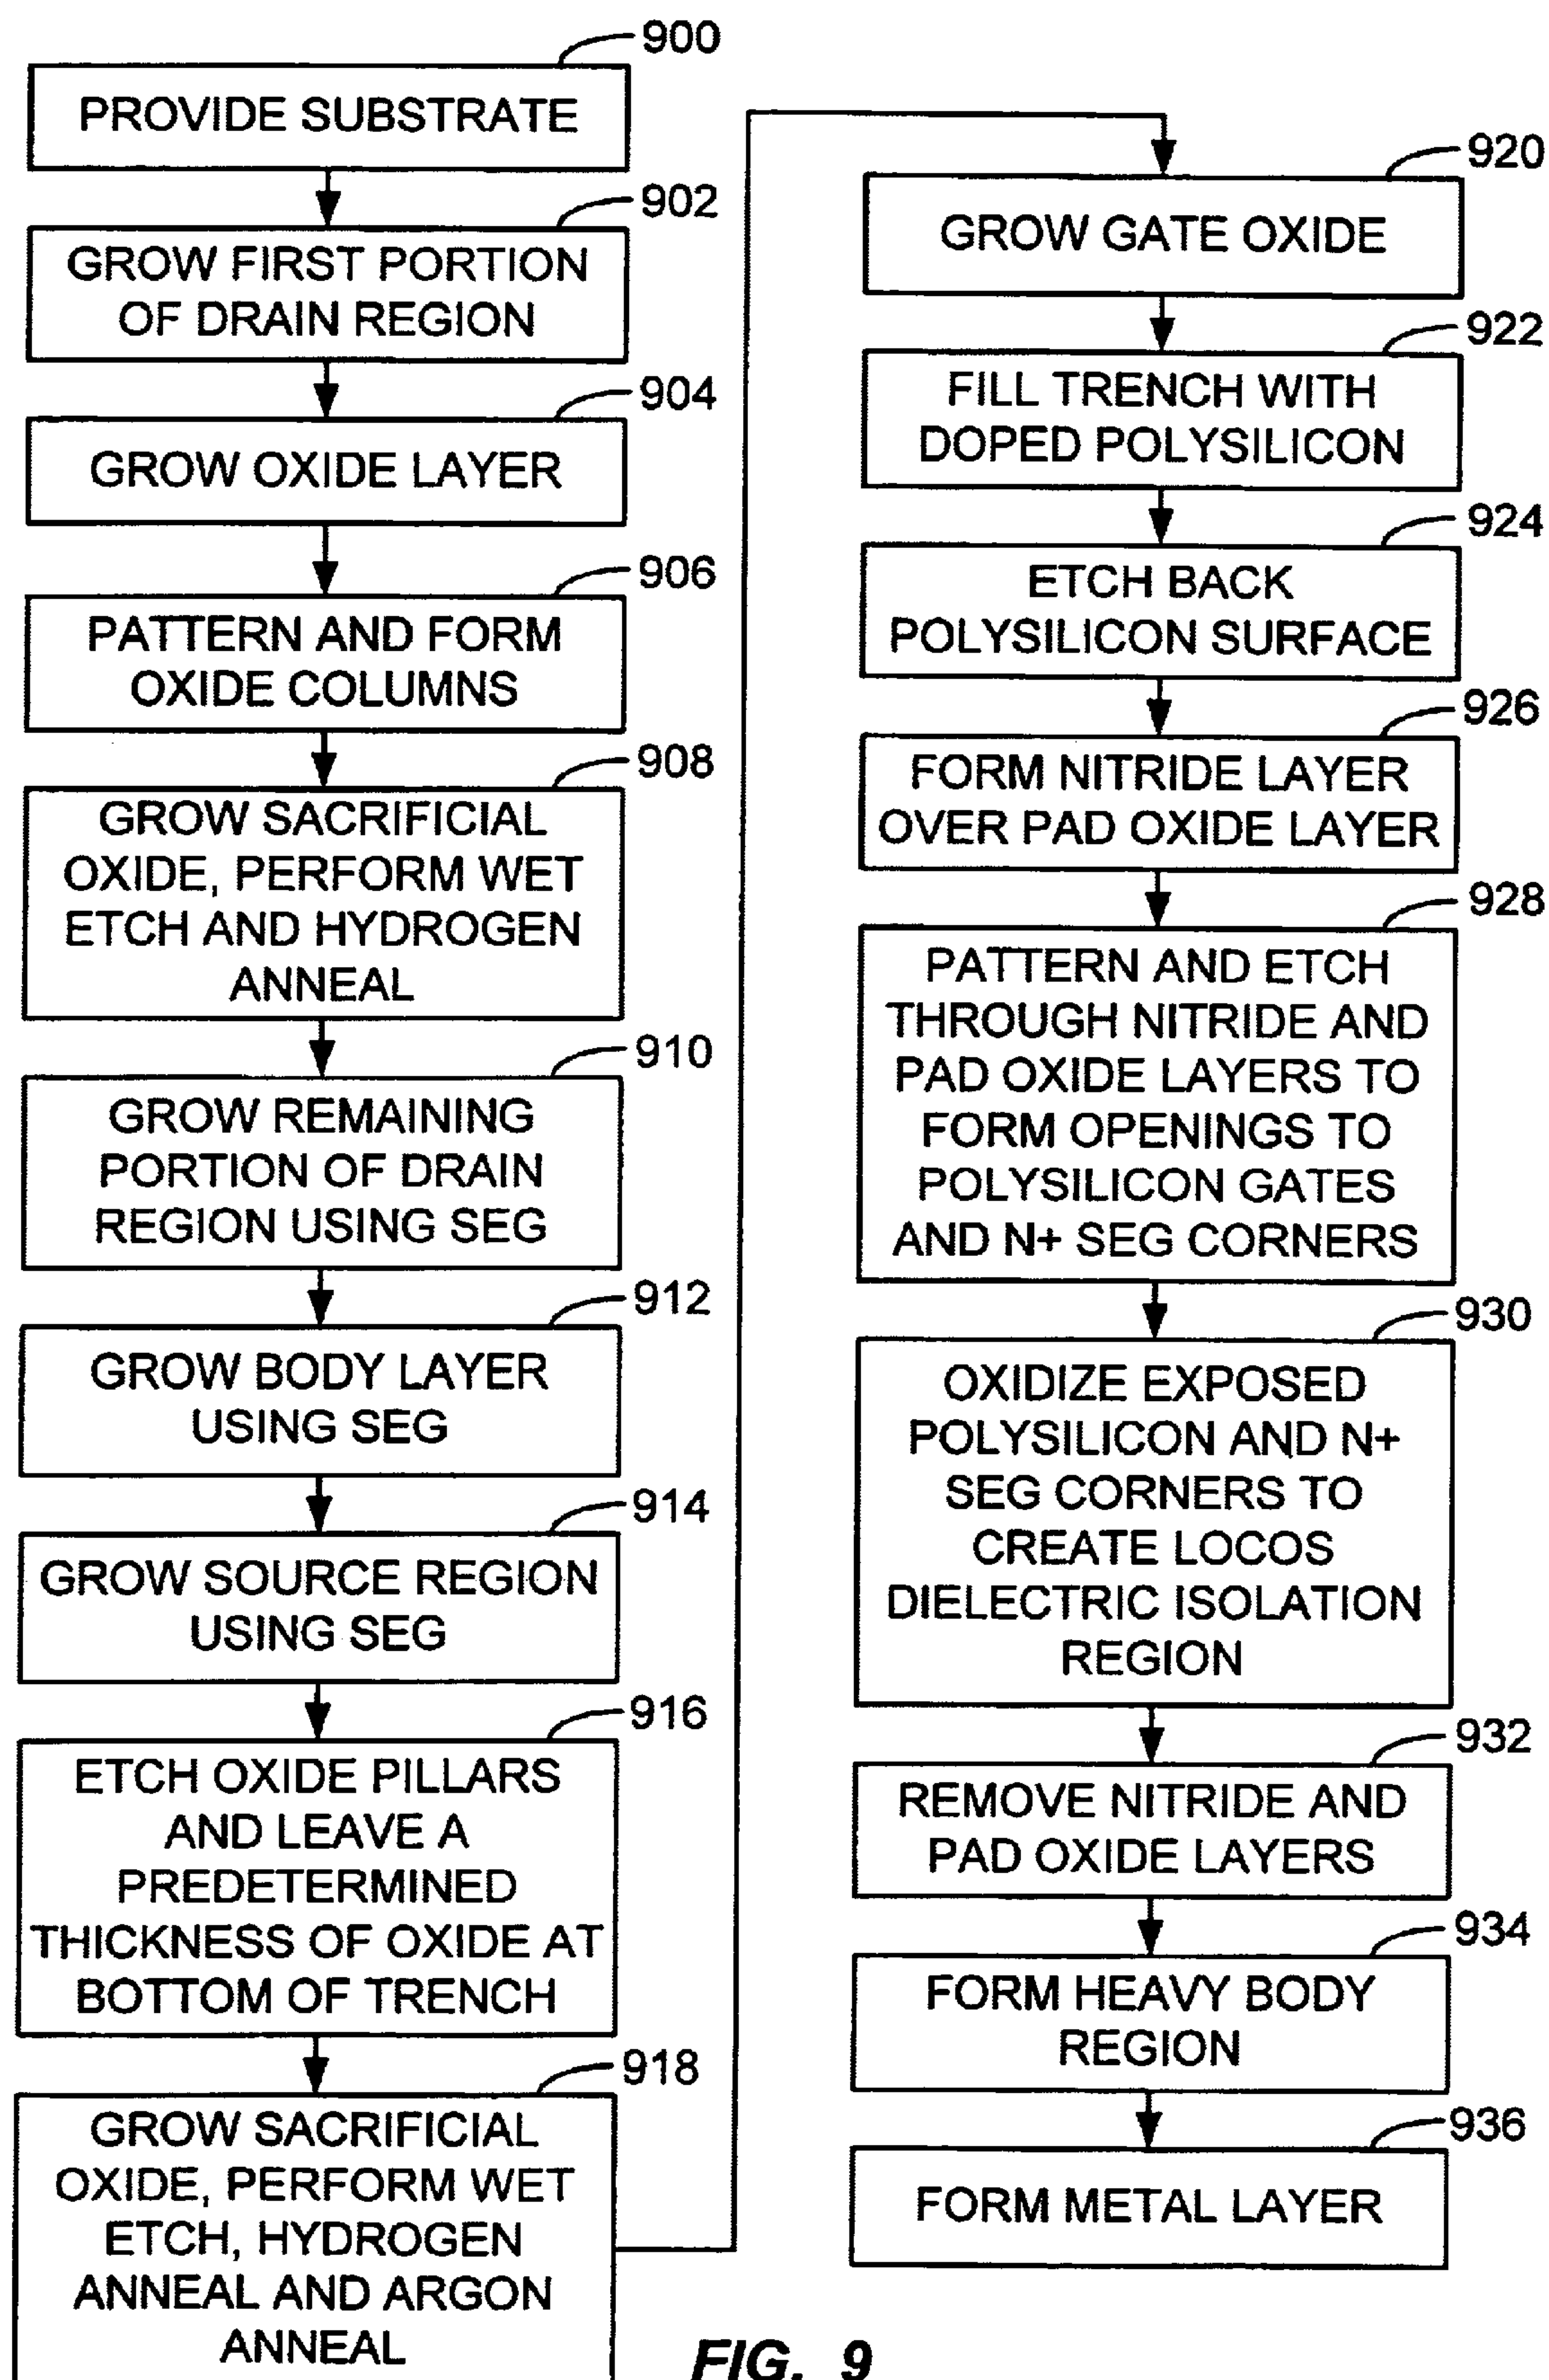 900
PROVIDE SUBSTRATE
902
GROW FIRST PORTION
OF DRAIN REGION
904
GROW OXIDE LAYER
906
PATTERN AND FORM
OXIDE COLUMNS
908
GROW SACRIFICIAL
OXIDE, PERFORM WET
ETCH AND HYDROGEN
ANNEAL
910
GROW REMAINING
PORTION OF DRAIN
REGION USING SEG
912
GROW BODY LAYER
USING SEG
914
GROW SOURCE REGION
USING SEG
916
ETCH OXIDE PILLARS
AND LEAVE A
PREDETERMINED
THICKNESS OF OXIDE AT
BOTTOM OF TRENCH
918
GROW SACRIFICIAL
OXIDE, PERFORM WET
ETCH, HYDROGEN
ANNEAL AND ARGON
ANNEAL
920
GROW GATE OXIDE
922
FILL TRENCH WITH
DOPED POLYSILICON
924
ETCH BACK
POLYSILICON SURFACE
926
FORM NITRIDE LAYER
OVER PAD OXIDE LAYER
928
PATTERN AND ETCH
THROUGH NITRIDE AND
PAD OXIDE LAYERS TO
FORM OPENINGS TO
POLYSILICON GATES
AND N+ SEG CORNERS
930
OXIDIZE EXPOSED
POLYSILICON AND N+
SEG CORNERS TO
CREATE LOCOS
DIELECTRIC ISOLATION
REGION
932
REMOVE NITRIDE AND
PAD OXIDE LAYERS
934
FORM HEAVY BODY
REGION
936
FORM METAL LAYER
FIG. 9